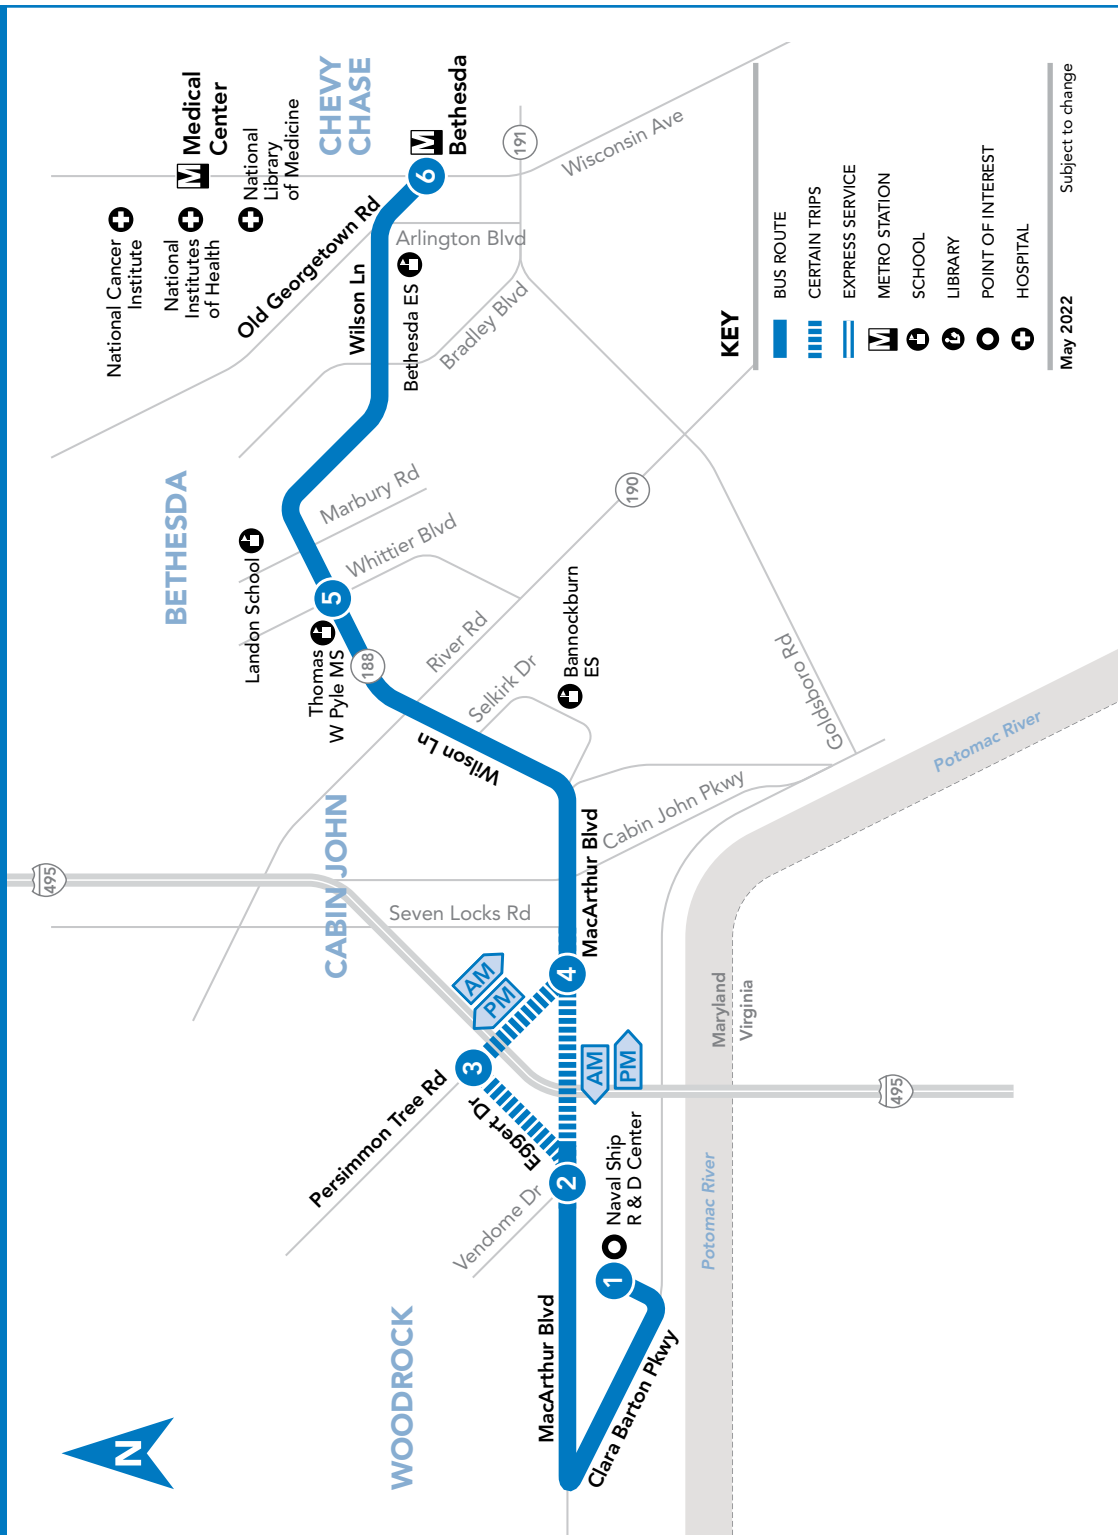 N
WOODROCK
BETHESDA
CABIN JOHN
CHEVY
CHASE
National Cancer
Institute
National
Institutes
of Health
National
Library
of Medicine
M
Medical
Center
M
Bethesda
Old Georgetown Rd
Wilson Ln
Arlington Blvd
Bethesda ES
Bradley Blvd
191
Wisconsin Ave
Landon School
Marbury Rd
Whittier Blvd
Thomas
W Pyle MS
188
River Rd
190
Selkirk Dr
Bannockburn
ES
Wilson Ln
Goldsboro Rd
Cabin John Pkwy
MacArthur Blvd
Seven Locks Rd
495
AM
PM
AM
PM
Persimmon Tree Rd
Eggert Dr
Vendome Dr
Naval Ship
R & D Center
MacArthur Blvd
Clara Barton Pkwy
1
2
3
4
5
6
Maryland
Virginia
495
Potomac River
Potomac River
KEY
BUS ROUTE
CERTAIN TRIPS
EXPRESS SERVICE
M
METRO STATION
SCHOOL
LIBRARY
POINT OF INTEREST
HOSPITAL
May 2022
Subject to change